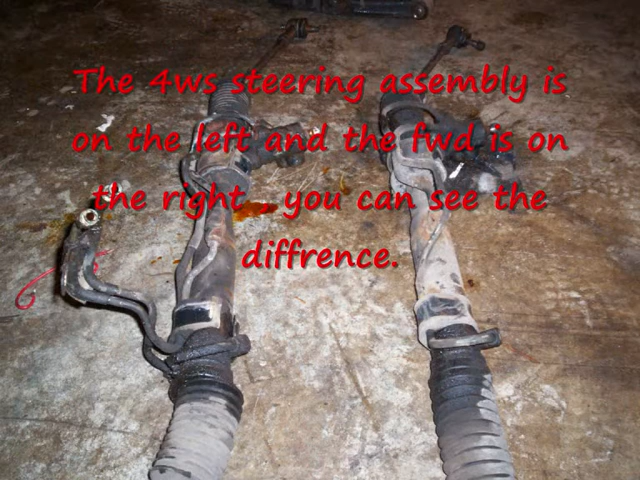 The 4ws steering assembly is
on the left and the fwd is on
the right , you can see the
diffrence.